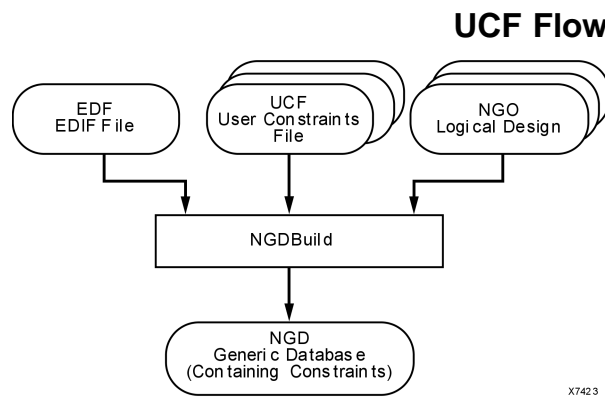 UCF Flow
EDF
EDIF File
UCF
User Constraints
File
NGO
Logical Design
NGDBuild
NGD
Generic Database
(Containing Constraints)
X7423